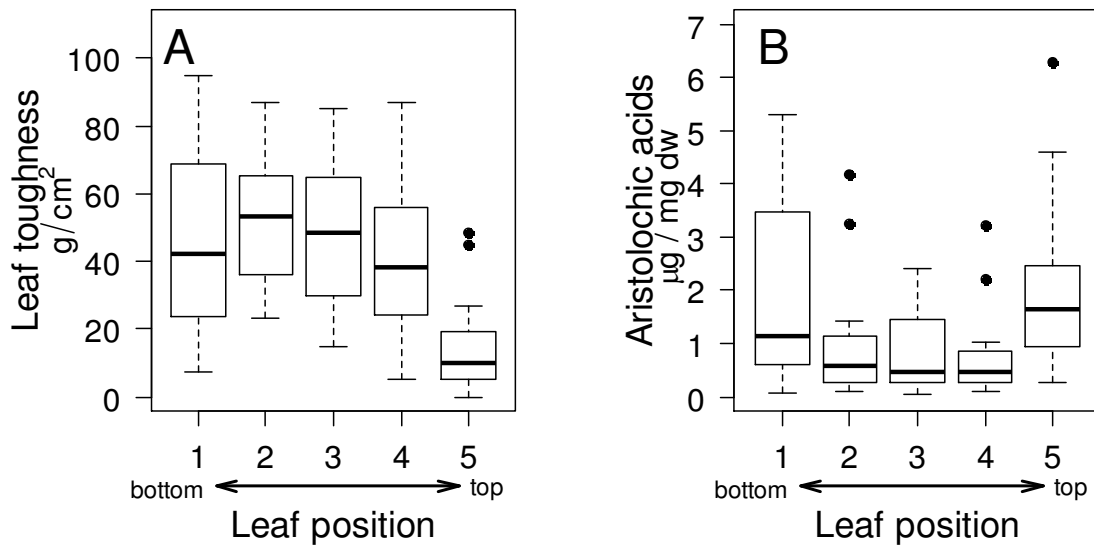 A
Leaf toughness
g/cm²
100
80
60
40
20
0
1 2 3 4 5
bottom top
Leaf position
B
Aristolochic acids
µg / mg dw
7
6
5
4
3
2
1
0
1 2 3 4 5
bottom top
Leaf position